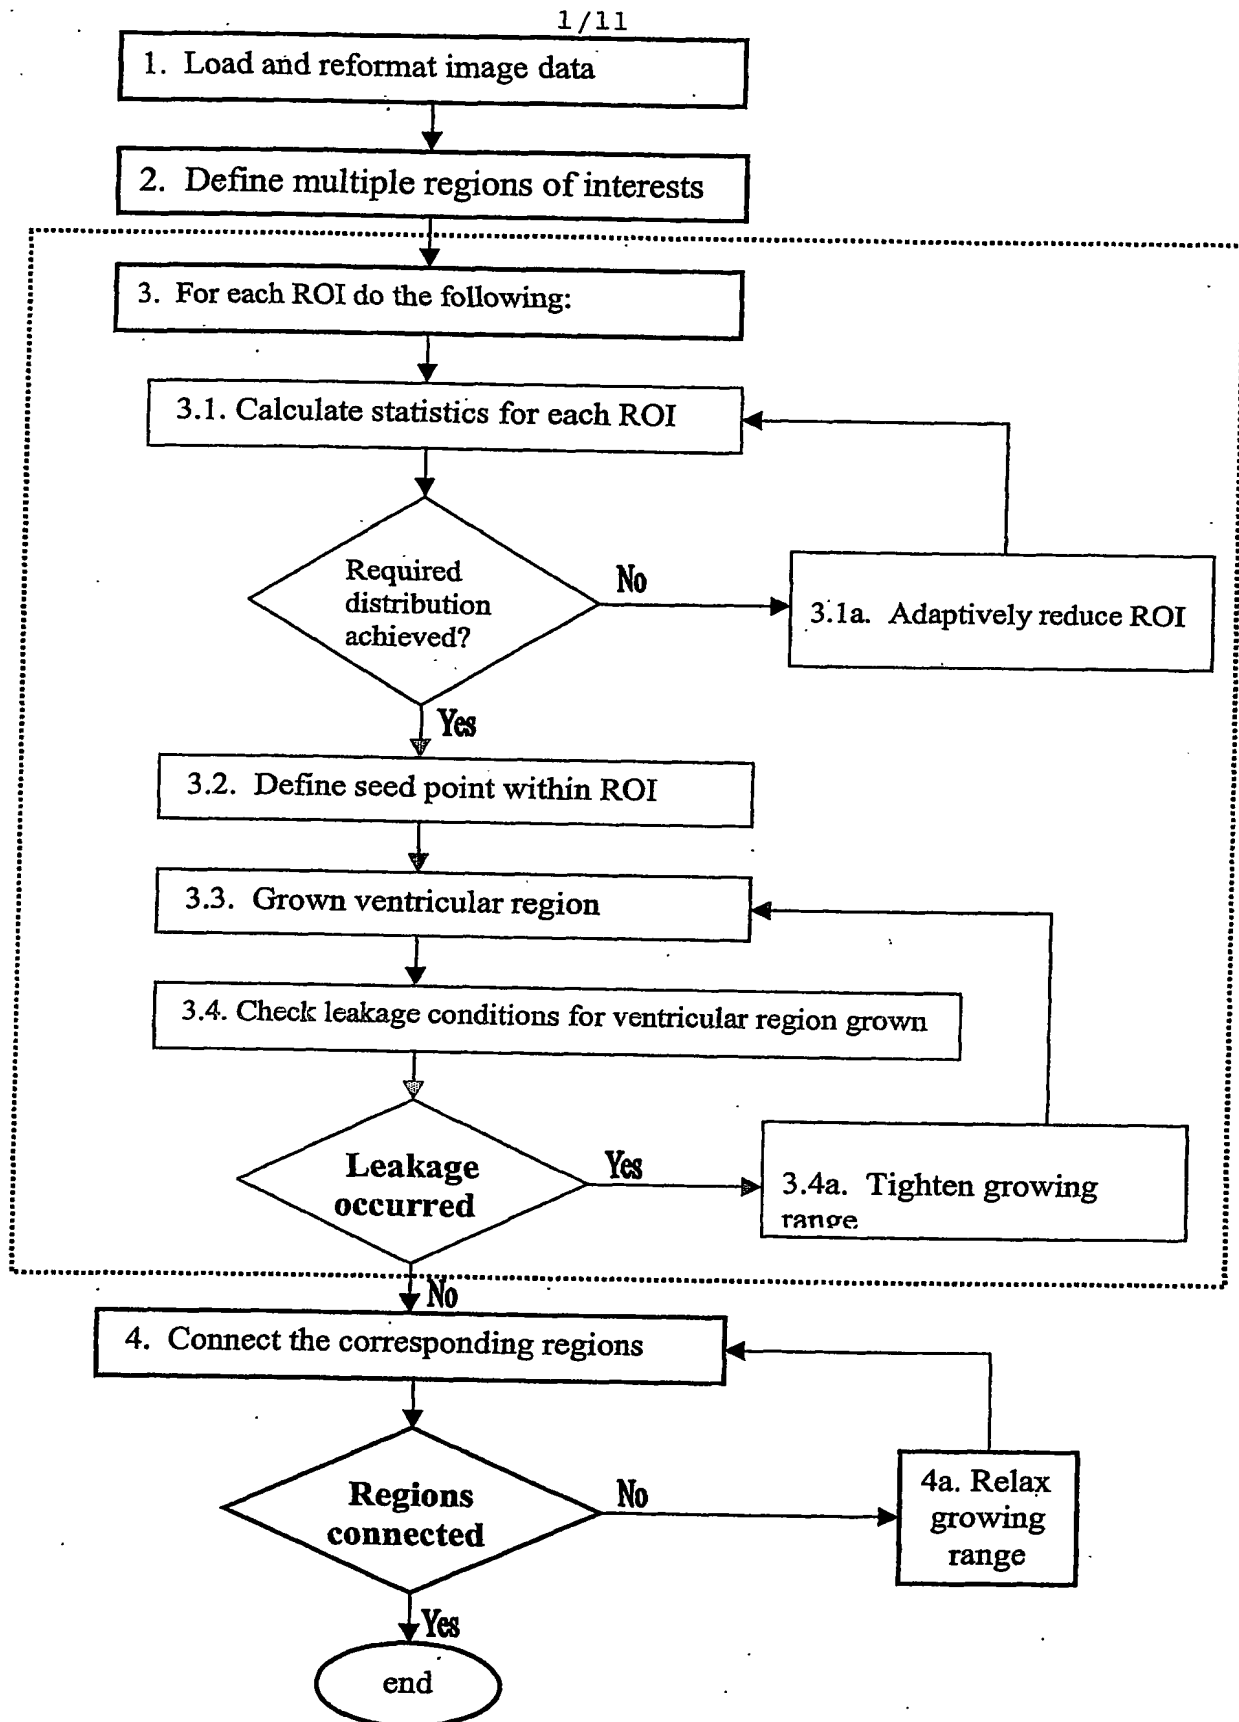 1/11
1. Load and reformat image data
2. Define multiple regions of interests
3. For each ROI do the following:
3.1. Calculate statistics for each ROI
Required
distribution
achieved?
No
3.1a. Adaptively reduce ROI
Yes
3.2. Define seed point within ROI
3.3. Grown ventricular region
3.4. Check leakage conditions for ventricular region grown
Leakage
occurred
Yes
3.4a. Tighten growing
range
No
4. Connect the corresponding regions
Regions
connected
No
4a. Relax
growing
range
Yes
end